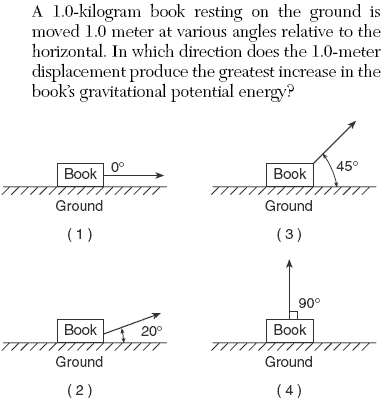 A 1.0-kilogram book resting on the ground is
moved 1.0 meter at various angles relative to the
horizontal. In which direction does the 1.0-meter
displacement produce the greatest increase in the
book's gravitational potential energy?
Book 0°
Ground
(1)
Book 45°
Ground
(3)
Book 20°
Ground
(2)
90°
Book
Ground
(4)